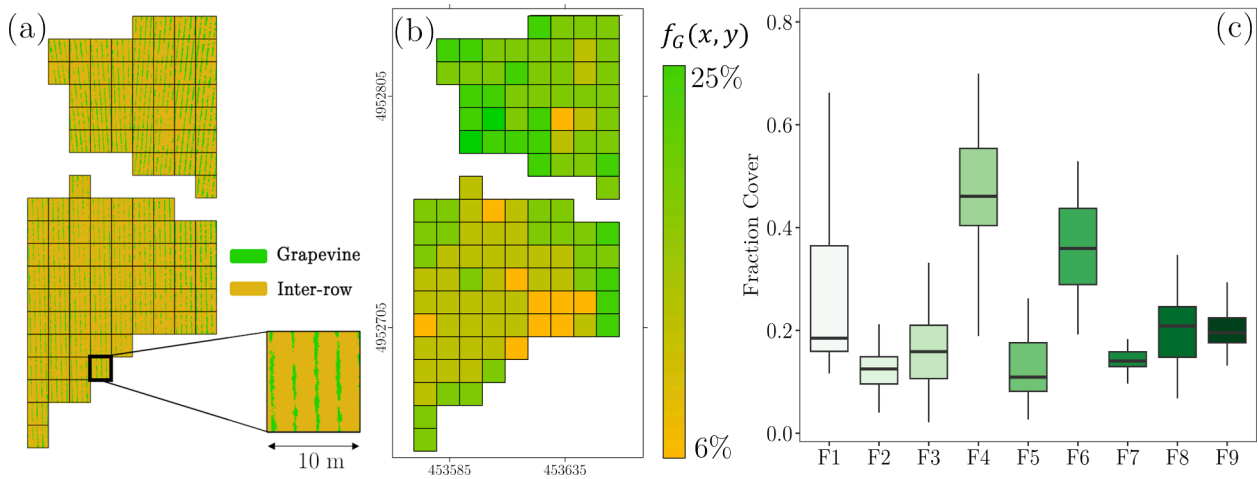 (a)
Grapevine
Inter-row
10 m
(b)
4952805
4952705
453585
453635
f_G(x, y)
25%
6%
(c)
Fraction Cover
0.8
0.6
0.4
0.2
0.0
F1 F2 F3 F4 F5 F6 F7 F8 F9